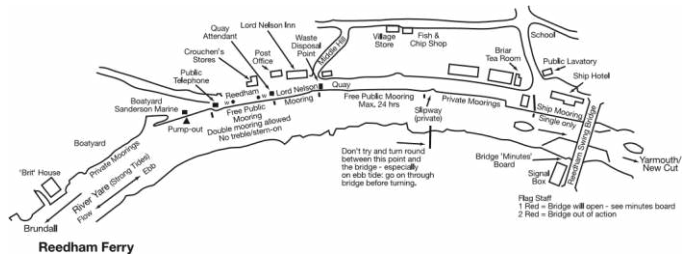 Lord Nelson Inn
Quay
Attendant
Crouchen's
Stores
Post
Office
Waste
Disposal
Point
Middle Hill
Village
Store
Fish &
Chip Shop
School
Briar
Tea Room
Public Lavatory
Ship Hotel
Public
Telephone
Reedham
w
w
Lord Nelson
Mooring
Quay
Boatyard
Sanderson Marine
Pump-out
Free Public
Mooring
Double mooring allowed
No treble/stern-on
Free Public Mooring
Max, 24 hrs
Slipway
(private)
Private Moorings
Ship Mooring
Single only
Reedham Swing Bridge
Boatyard
Private Moorings
'Brit' House
River Yare (Strong Tides)
Flow
Ebb
Brundall
Don't try and turn round
between this point and
the bridge - especially
on ebb tide: go on through
bridge before turning.
Bridge 'Minutes'
Board
Signal
Box
Yarmouth/
New Cut
Flag Staff
1 Red = Bridge will open - see minutes board
2 Red = Bridge out of action
Reedham Ferry